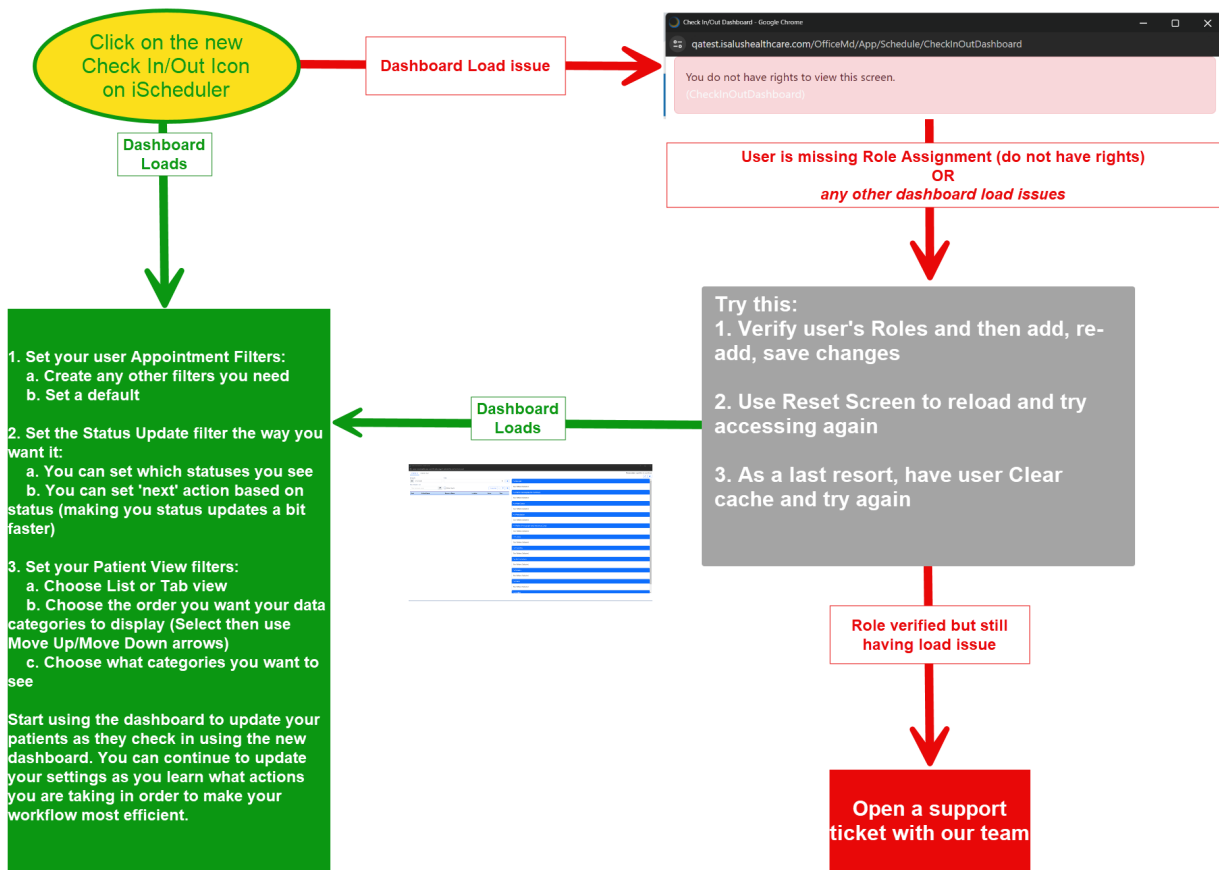 Click on the new
Check In/Out Icon
on iScheduler
Dashboard Load issue
Check In/Out Dashboard - Google Chrome
qatest.isalushealthcare.com/OfficeMd/App/Schedule/CheckInOutDashboard
You do not have rights to view this screen.
(CheckInOutDashboard)
Dashboard
Loads
User is missing Role Assignment (do not have rights)
OR
any other dashboard load issues
Try this:
1. Verify user's Roles and then add, re-
add, save changes
2. Use Reset Screen to reload and try
accessing again
3. As a last resort, have user Clear
cache and try again
Dashboard
Loads
1. Set your user Appointment Filters:
a. Create any other filters you need
b. Set a default
2. Set the Status Update filter the way you
want it:
a. You can set which statuses you see
b. You can set 'next' action based on
status (making you status updates a bit
faster)
3. Set your Patient View filters:
a. Choose List or Tab view
b. Choose the order you want your data
categories to display (Select then use
Move Up/Move Down arrows)
c. Choose what categories you want to
see
Start using the dashboard to update your
patients as they check in using the new
dashboard. You can continue to update
your settings as you learn what actions
you are taking in order to make your
workflow most efficient.
Role verified but still
having load issue
Open a support
ticket with our team